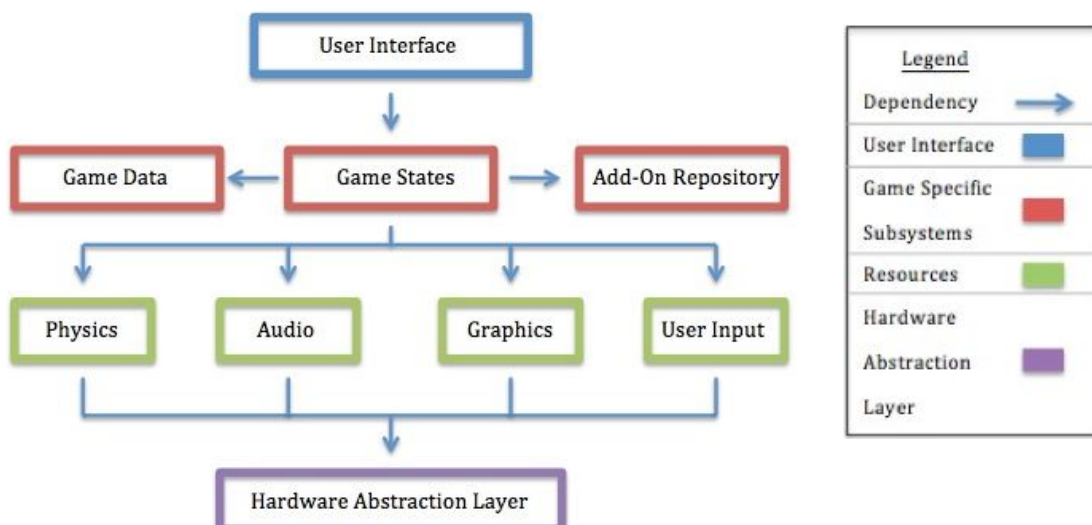 User Interface
Game Data
Game States
Add-On Repository
Physics
Audio
Graphics
User Input
Hardware Abstraction Layer
Legend
Dependency
User Interface
Game Specific
Subsystems
Resources
Hardware
Abstraction
Layer